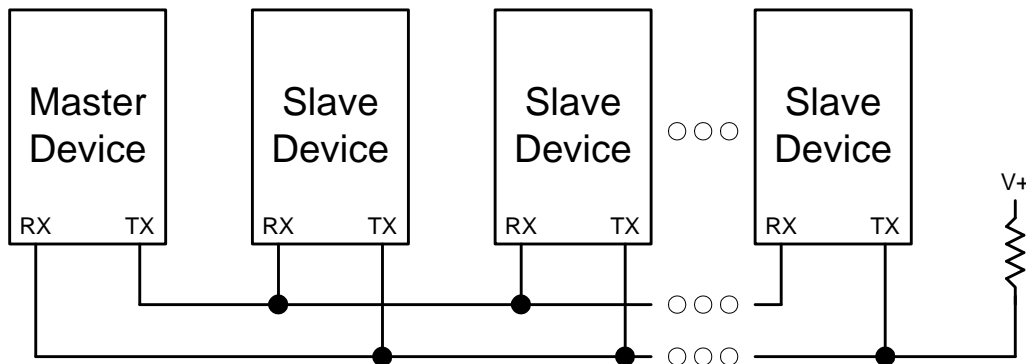 Master
Device
Slave
Device
Slave
Device
Slave
Device
RX TX
RX TX
RX TX
RX TX
V+